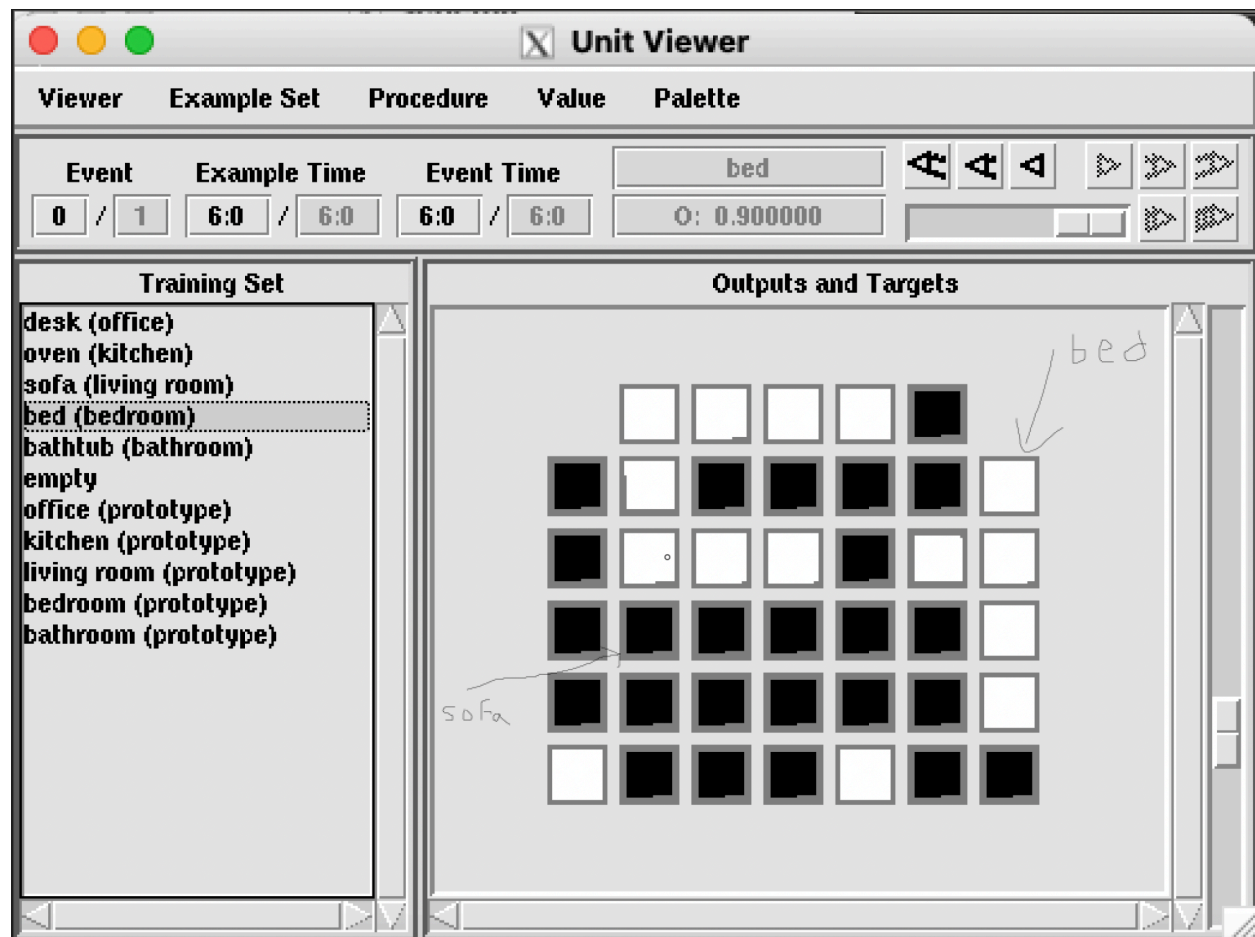 Unit Viewer
Viewer Example Set Procedure Value Palette
Event Example Time Event Time bed
0 / 1 6:0 / 6:0 6:0 / 6:0 O: 0.900000
Training Set
desk (office)
oven (kitchen)
sofa (living room)
bed (bedroom)
bathtub (bathroom)
empty
office (prototype)
kitchen (prototype)
living room (prototype)
bedroom (prototype)
bathroom (prototype)
Outputs and Targets
bed
sofa